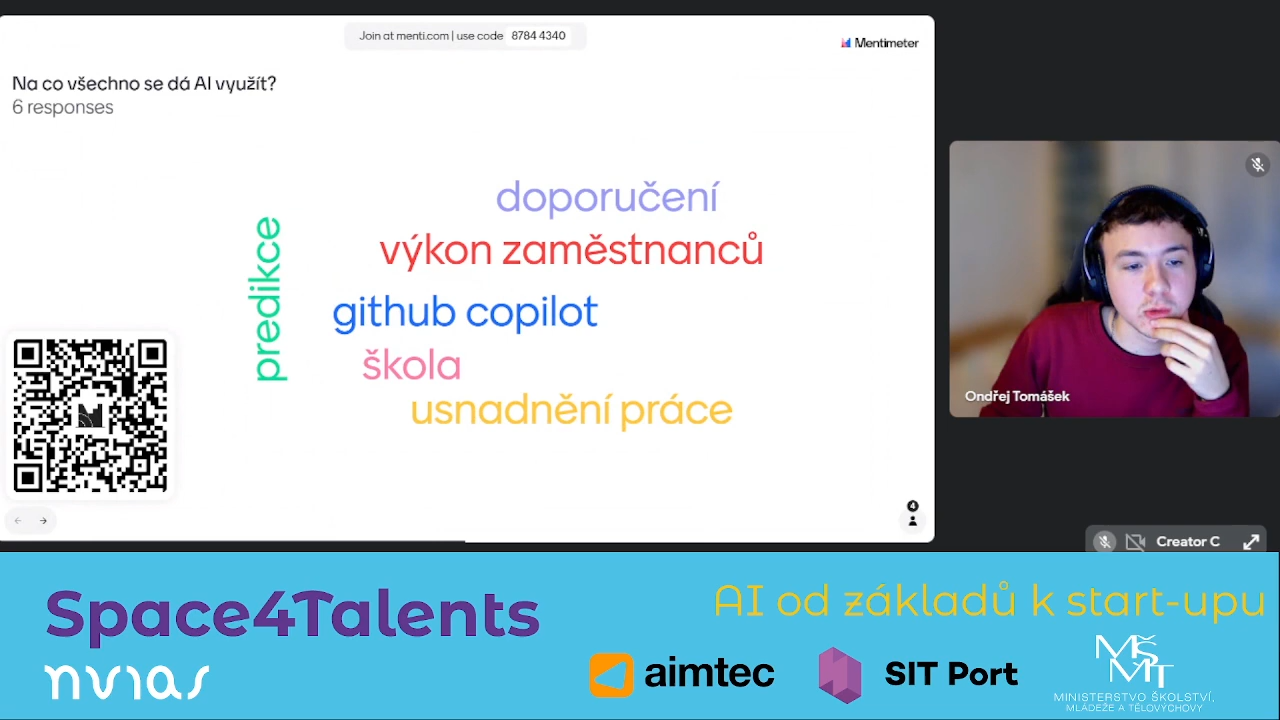 Join at menti.com | use code 8784 4340
Mentimeter
Na co všechno se dá AI využít?
6 responses
doporučení
výkon zaměstnanců
predikce
github copilot
škola
usnadnění práce
4
Ondřej Tomášek
Creator C
Space4Talents
AI od základů k start-upu
nvias
aimtec
SIT Port
MŠMT
MINISTERSTVO ŠKOLSTVÍ,
MLÁDEŽE A TĚLOVÝCHOVY